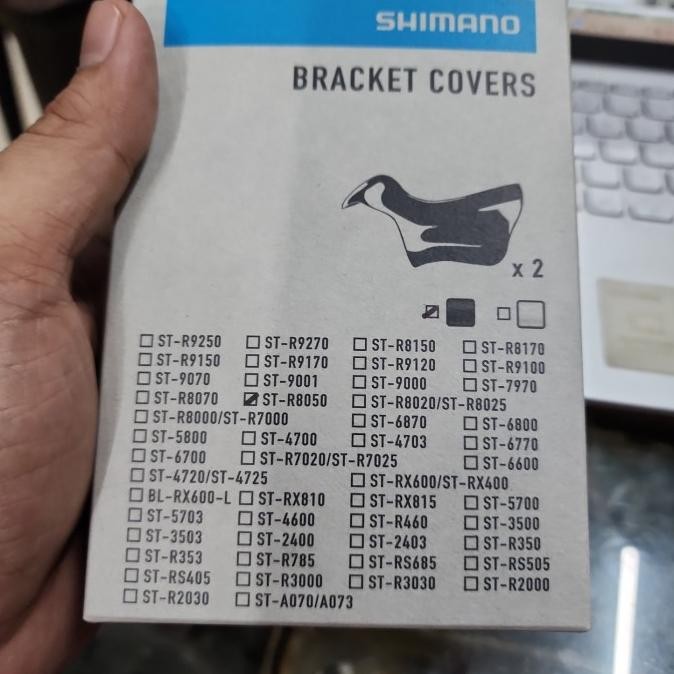 SHIMANO
BRACKET COVERS
x 2
ST-R9250 ST-R9270 ST-R8150 ST-R8170
ST-R9150 ST-R9170 ST-R9120 ST-R9100
ST-9070 ST-9001 ST-9000 ST-7970
ST-R8070 ST-R8050 ST-R8020/ST-R8025
ST-R8000/ST-R7000 ST-6870 ST-6800
ST-5800 ST-4700 ST-4703 ST-6770
ST-6700 ST-R7020/ST-R7025 ST-6600
ST-4720/ST-4725 ST-RX600/ST-RX400
BL-RX600-L ST-RX810 ST-RX815 ST-5700
ST-5703 ST-4600 ST-R460 ST-3500
ST-3503 ST-2400 ST-2403 ST-R350
ST-R353 ST-R785 ST-RS685 ST-RS505
ST-RS405 ST-R3000 ST-R3030 ST-R2000
ST-R2030 ST-A070/A073